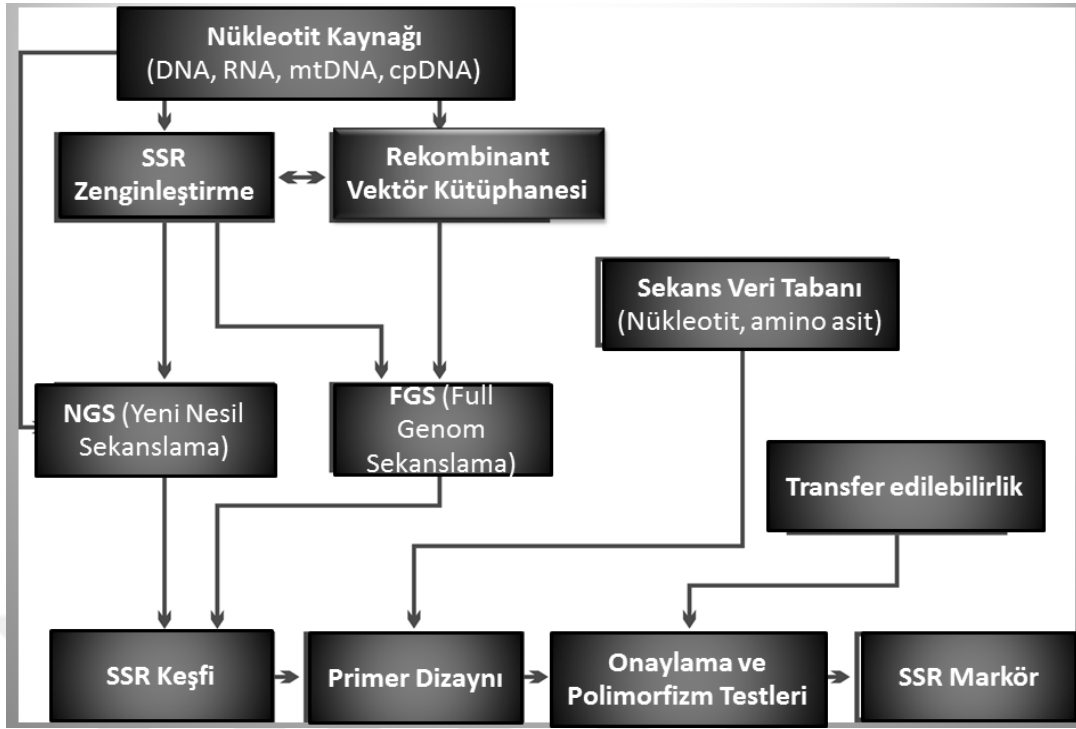 Nükleotit Kaynağı
(DNA, RNA, mtDNA, cpDNA)
SSR
Zenginleştirme
Rekombinant
Vektör Kütüphanesi
Sekans Veri Tabanı
(Nükleotit, amino asit)
NGS (Yeni Nesil
Sekanslama)
FGS (Full
Genom
Sekanslama)
Transfer edilebilirlik
SSR Keşfi
Primer Dizaynı
Onaylama ve
Polimorfizm Testleri
SSR Markör